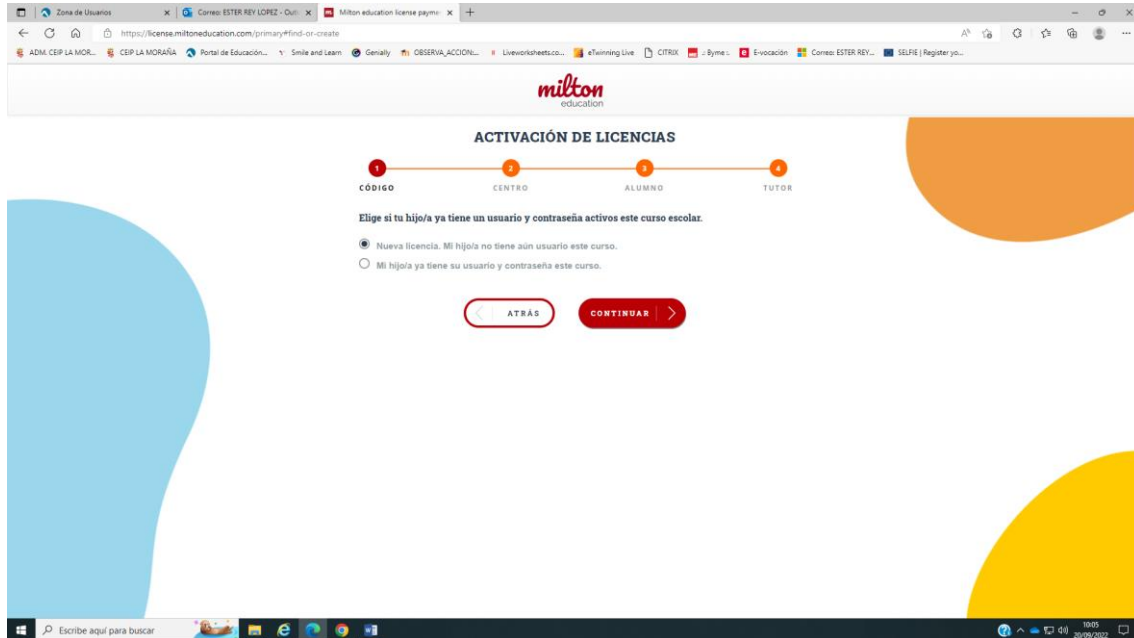 Zona de Usuarios
Correo: ESTER REY LOPEZ - Outl
Milton education license payme
https://license.miltoneducation.com/primary#find-or-create
ADM. CEIP LA MOR... CEIP LA MORAÑA Portal de Educación... Smile and Learn Genially OBSERVA_ACCION:... Liveworksheets.co... eTwinning Live CITRIX .: Byme :. E-vocación Correo: ESTER REY... SELFIE | Register yo...
milton
education
ACTIVACIÓN DE LICENCIAS
1 2 3 4
CÓDIGO CENTRO ALUMNO TUTOR
Elige si tu hijo/a ya tiene un usuario y contraseña activos este curso escolar.
Nueva licencia. Mi hijo/a no tiene aún usuario este curso.
Mi hijo/a ya tiene su usuario y contraseña este curso.
ATRÁS CONTINUAR
Escribe aquí para buscar
10:05
20/09/2022